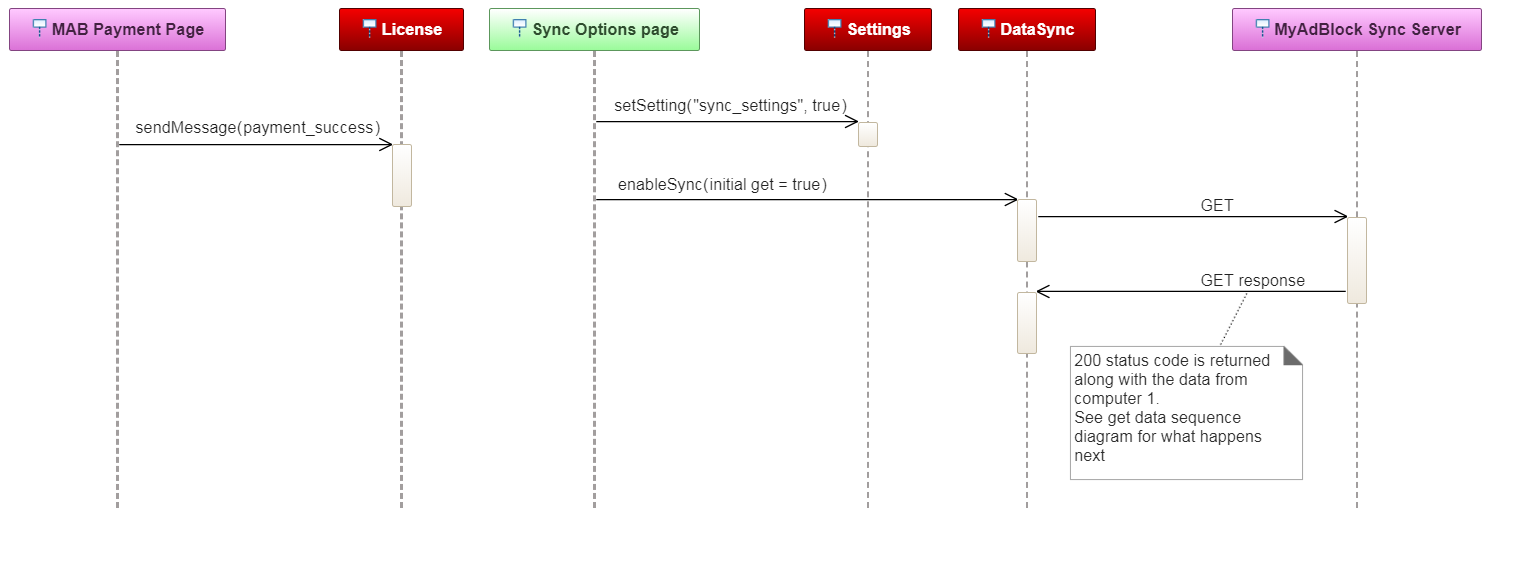 MAB Payment Page
License
Sync Options page
Settings
DataSync
MyAdBlock Sync Server
setSetting("sync_settings", true)
sendMessage(payment_success)
enableSync(initial get = true)
GET
GET response
200 status code is returned
along with the data from
computer 1.
See get data sequence
diagram for what happens
next